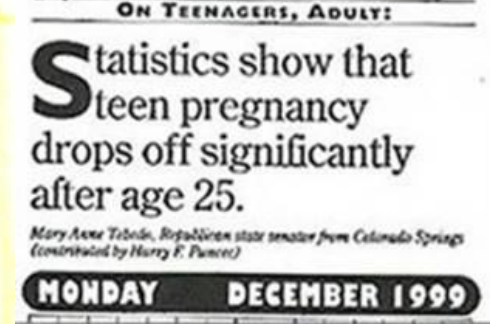 ON TEENAGERS, ADULT:
Statistics show that
teen pregnancy
drops off significantly
after age 25.
Mary Anne Tebedo, Republican state senator from Colorado Springs
(contributed by Harry F. Puncec)
MONDAY DECEMBER 1999